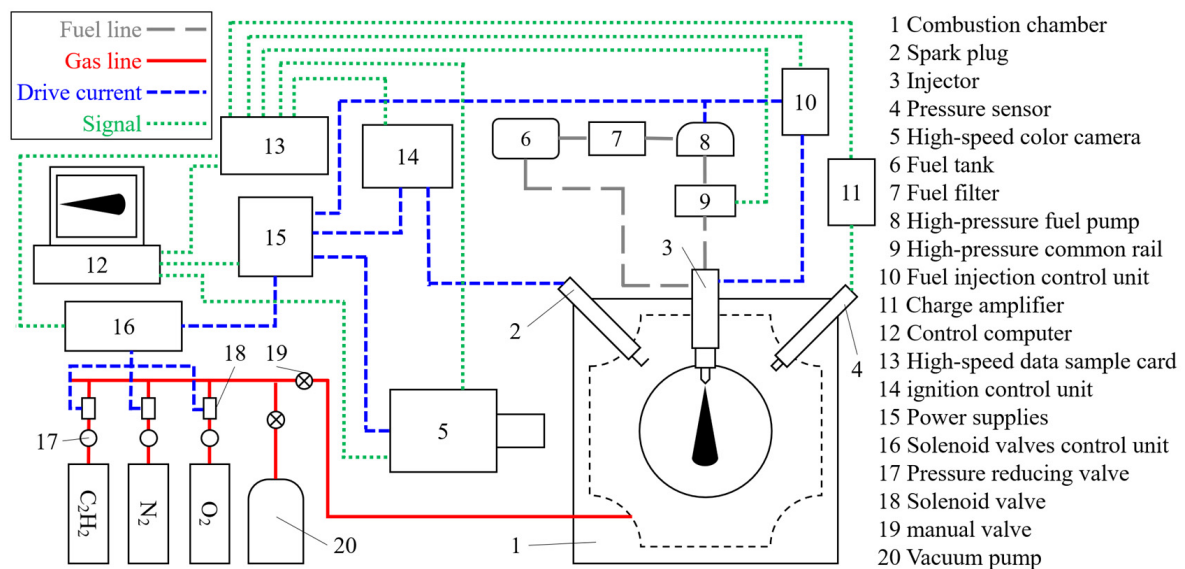 Fuel line
Gas line
Drive current
Signal
1 Combustion chamber
2 Spark plug
3 Injector
4 Pressure sensor
5 High-speed color camera
6 Fuel tank
7 Fuel filter
8 High-pressure fuel pump
9 High-pressure common rail
10 Fuel injection control unit
11 Charge amplifier
12 Control computer
13 High-speed data sample card
14 ignition control unit
15 Power supplies
16 Solenoid valves control unit
17 Pressure reducing valve
18 Solenoid valve
19 manual valve
20 Vacuum pump
13
14
6
7
8
10
11
9
15
12
3
16
2
4
19
18
17
5
C₂H₂
N₂
O₂
20
1